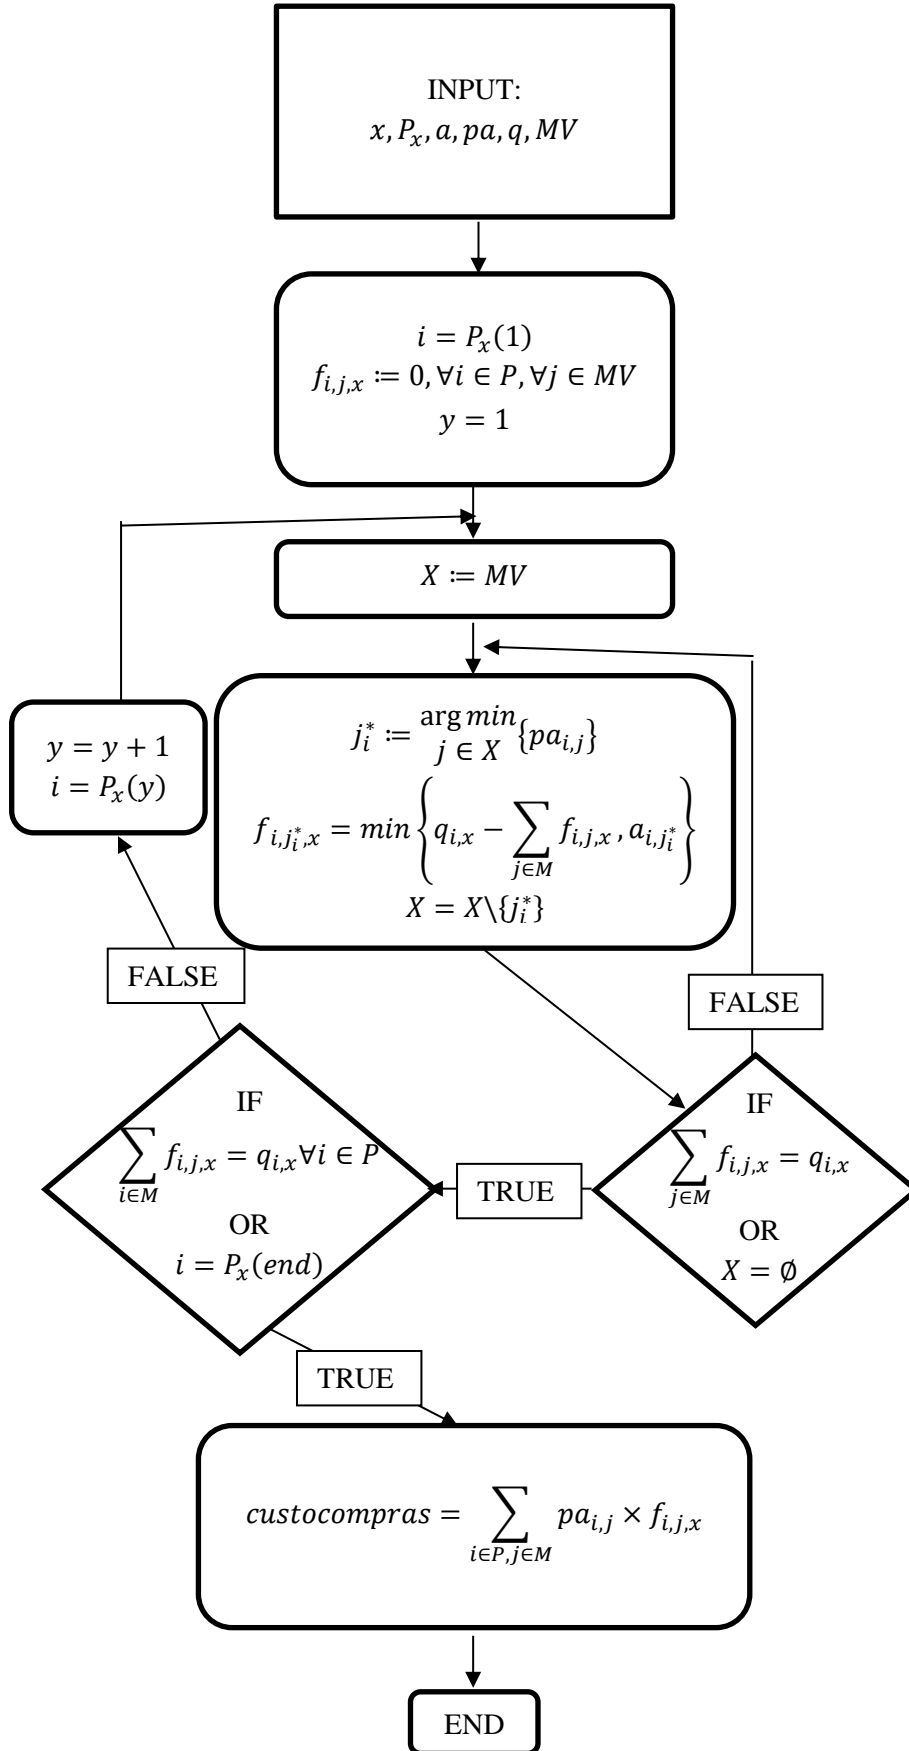 INPUT:
x, P_x, a, pa, q, MV
i = P_x(1)
f_{i,j,x} ≔ 0, ∀i ∈ P, ∀j ∈ MV
y = 1
X ≔ MV
y = y + 1
i = P_x(y)
j_i^* ≔ arg min_{j ∈ X} {pa_{i,j}}
f_{i,j_i^*,x} = min {q_{i,x} − ∑_{j∈M} f_{i,j,x}, a_{i,j_i^*}}
X = X\{j_i^*}
FALSE
FALSE
IF
∑_{j∈M} f_{i,j,x} = q_{i,x}
OR
X = ∅
TRUE
IF
∑_{i∈M} f_{i,j,x} = q_{i,x} ∀i ∈ P
OR
i = P_x(end)
TRUE
custocompras = ∑_{i∈P,j∈M} pa_{i,j} × f_{i,j,x}
END